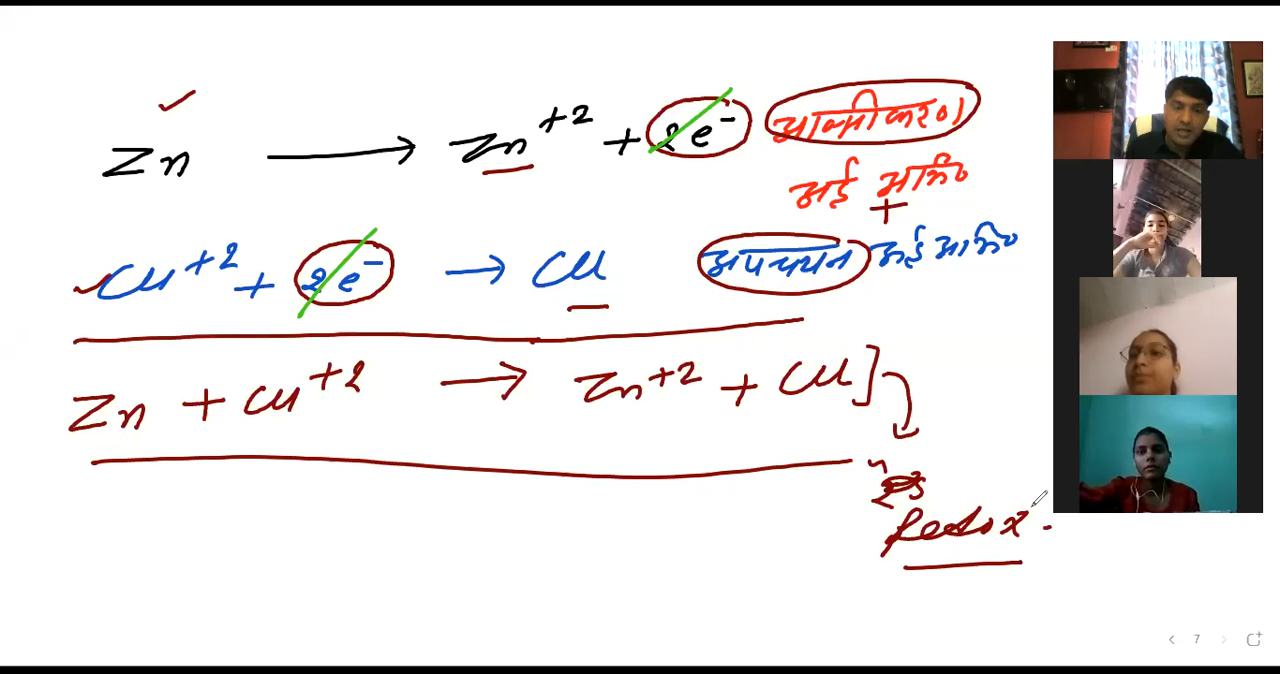 Zn ⟶ Zn⁺² + 2e⁻ आक्सीकरण
अर्द्ध अभि०
+
Cu⁺² + 2e⁻ → Cu अपचयन अर्द्ध अभि०
Zn + Cu⁺² → Zn⁺² + Cu]
Redox
7